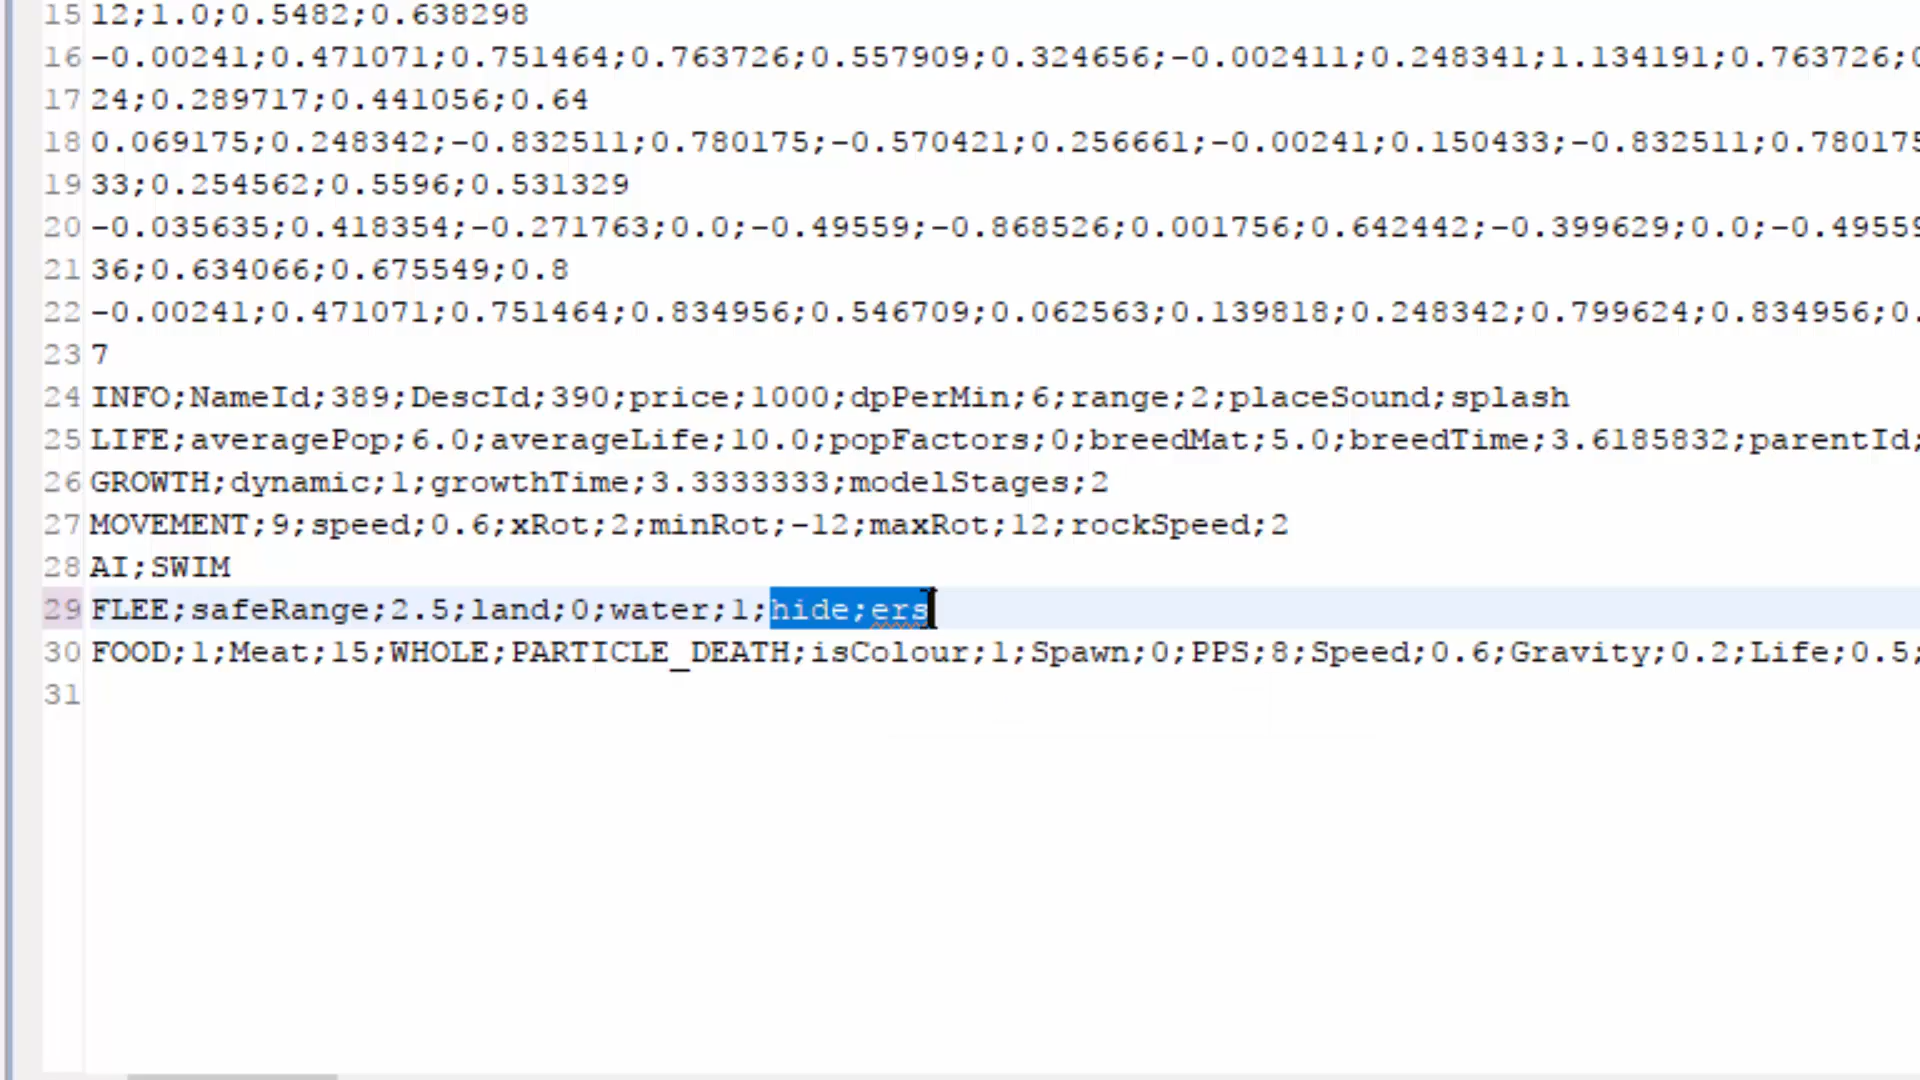 15 12;1.0;0.5482;0.638298
16 -0.00241;0.471071;0.751464;0.763726;0.557909;0.324656;-0.002411;0.248341;1.134191;0.763726;0
17 24;0.289717;0.441056;0.64
18 0.069175;0.248342;-0.832511;0.780175;-0.570421;0.256661;-0.00241;0.150433;-0.832511;0.780175
19 33;0.254562;0.5596;0.531329
20 -0.035635;0.418354;-0.271763;0.0;-0.49559;-0.868526;0.001756;0.642442;-0.399629;0.0;-0.49559
21 36;0.634066;0.675549;0.8
22 -0.00241;0.471071;0.751464;0.834956;0.546709;0.062563;0.139818;0.248342;0.799624;0.834956;0.
23 7
24 INFO;NameId;389;DescId;390;price;1000;dpPerMin;6;range;2;placeSound;splash
25 LIFE;averagePop;6.0;averageLife;10.0;popFactors;0;breedMat;5.0;breedTime;3.6185832;parentId;
26 GROWTH;dynamic;1;growthTime;3.3333333;modelStages;2
27 MOVEMENT;9;speed;0.6;xRot;2;minRot;-12;maxRot;12;rockSpeed;2
28 AI;SWIM
29 FLEE;safeRange;2.5;land;0;water;1;hide;ers
30 FOOD;1;Meat;15;WHOLE;PARTICLE_DEATH;isColour;1;Spawn;0;PPS;8;Speed;0.6;Gravity;0.2;Life;0.5;
31